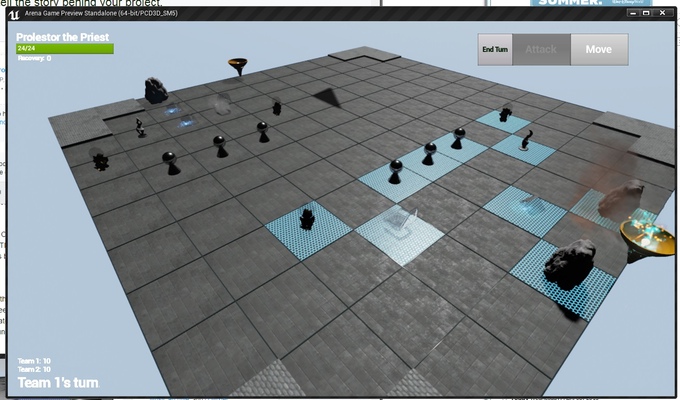 ell the story behind your project.
SUMMER.
Arena Game Preview Standalone (64-bit/PCD3D_SM5)
Prolestor the Priest
24/24
Recovery: 0
End Turn
Attack
Move
Team 1: 10
Team 2: 10
Team 1's turn